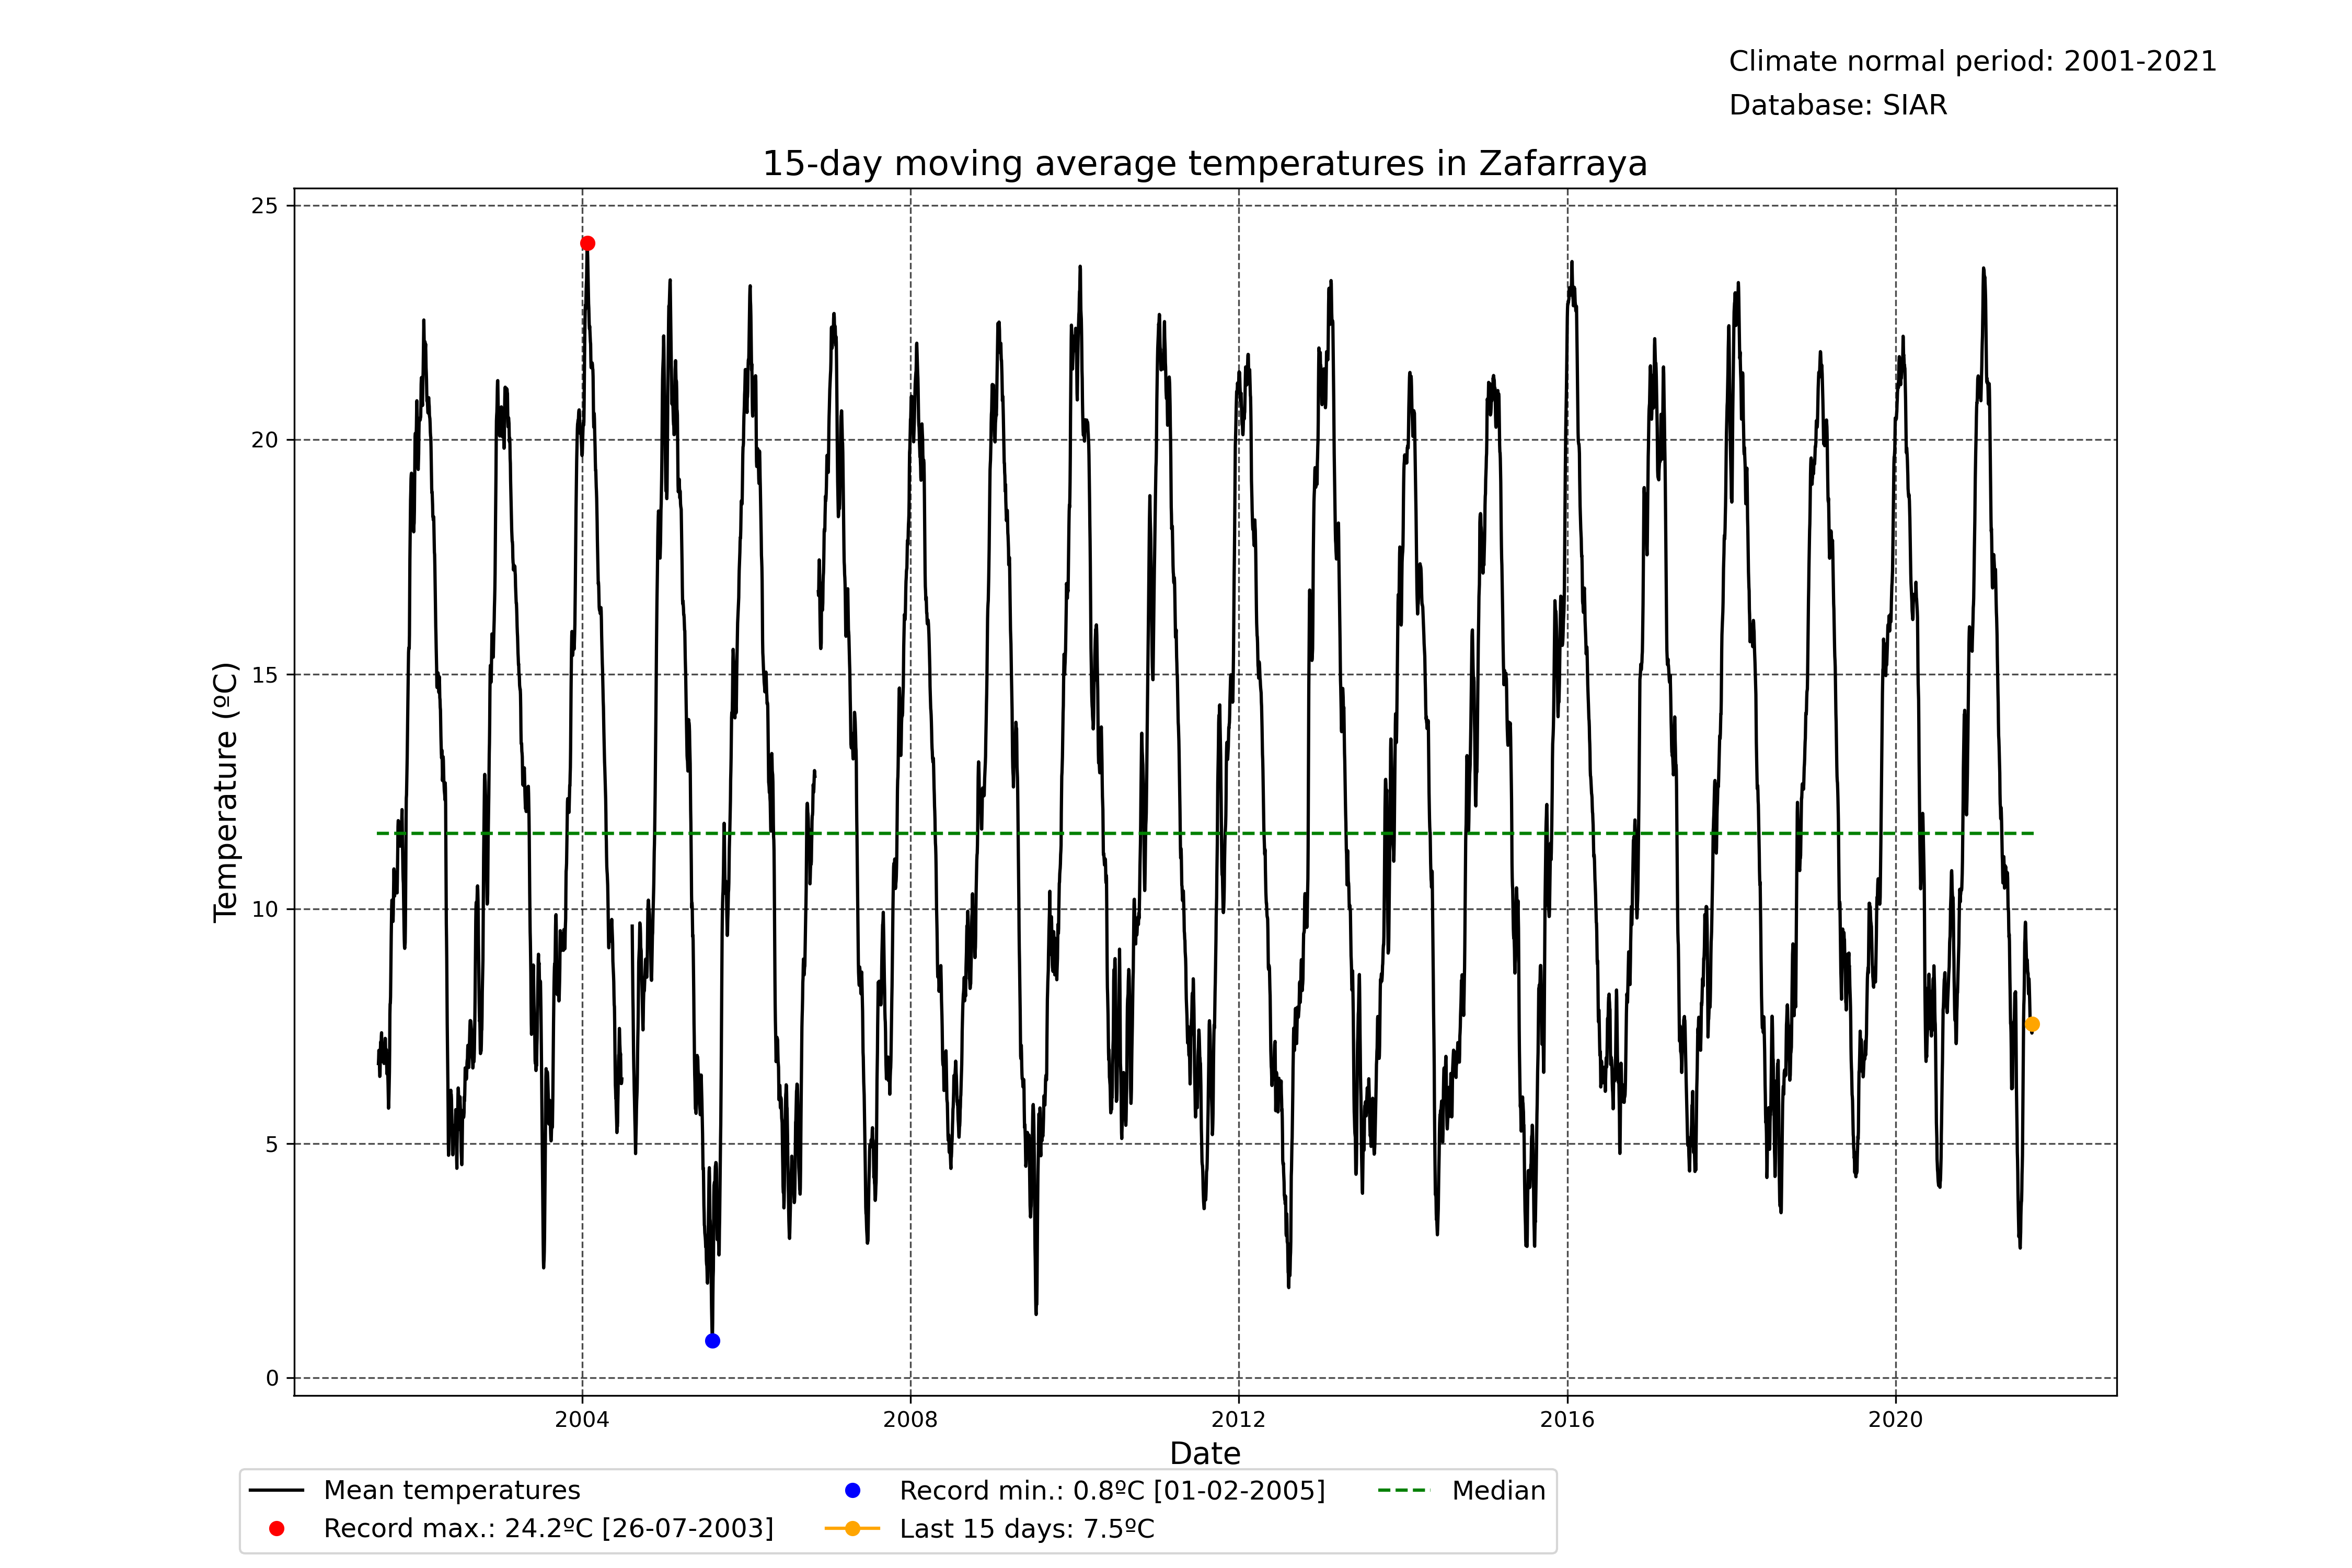 Climate normal period: 2001-2021
Database: SIAR
15-day moving average temperatures in Zafarraya
25
20
15
10
5
0
Temperature (ºC)
2004 2008 2012 2016 2020
Date
Mean temperatures
Record max.: 24.2ºC [26-07-2003]
Record min.: 0.8ºC [01-02-2005]
Last 15 days: 7.5ºC
Median